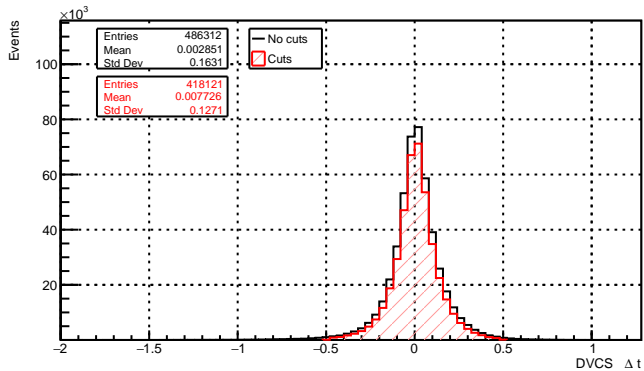 ×10³
Events
Entries 486312
Mean 0.002851
Std Dev 0.1631
Entries 418121
Mean 0.007726
Std Dev 0.1271
No cuts
Cuts
100
80
60
40
20
−2 −1.5 −1 −0.5 0 0.5 1
DVCS Δ t